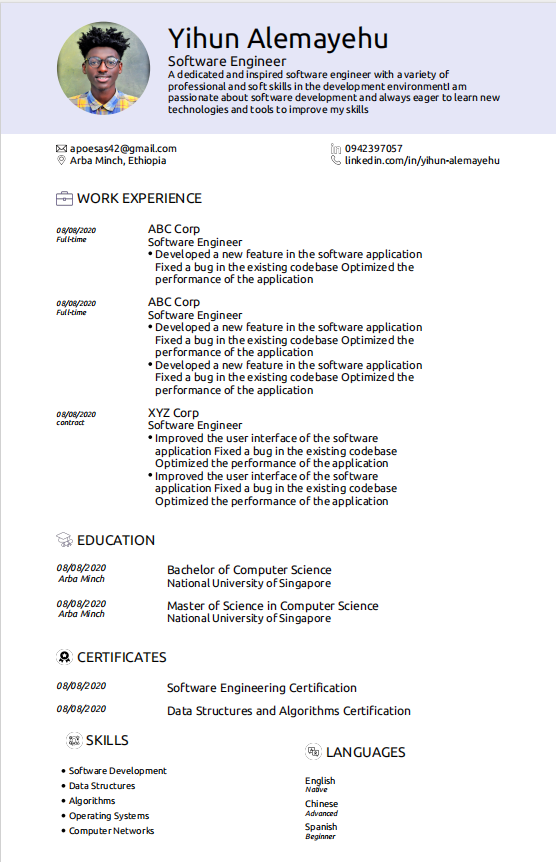 Yihun Alemayehu
Software Engineer
A dedicated and inspired software engineer with a variety of
professional and soft skills in the development environmentI am
passionate about software development and always eager to learn new
technologies and tools to improve my skills
apoesas42@gmail.com
0942397057
Arba Minch, Ethiopia
linkedin.com/in/yihun-alemayehu
WORK EXPERIENCE
08/08/2020
Full-time
ABC Corp
Software Engineer
• Developed a new feature in the software application
Fixed a bug in the existing codebase Optimized the
performance of the application
08/08/2020
Full-time
ABC Corp
Software Engineer
• Developed a new feature in the software application
Fixed a bug in the existing codebase Optimized the
performance of the application
• Developed a new feature in the software application
Fixed a bug in the existing codebase Optimized the
performance of the application
08/08/2020
contract
XYZ Corp
Software Engineer
• Improved the user interface of the software
application Fixed a bug in the existing codebase
Optimized the performance of the application
• Improved the user interface of the software
application Fixed a bug in the existing codebase
Optimized the performance of the application
EDUCATION
08/08/2020
Arba Minch
Bachelor of Computer Science
National University of Singapore
08/08/2020
Arba Minch
Master of Science in Computer Science
National University of Singapore
CERTIFICATES
08/08/2020
Software Engineering Certification
08/08/2020
Data Structures and Algorithms Certification
SKILLS
• Software Development
• Data Structures
• Algorithms
• Operating Systems
• Computer Networks
LANGUAGES
English
Native
Chinese
Advanced
Spanish
Beginner